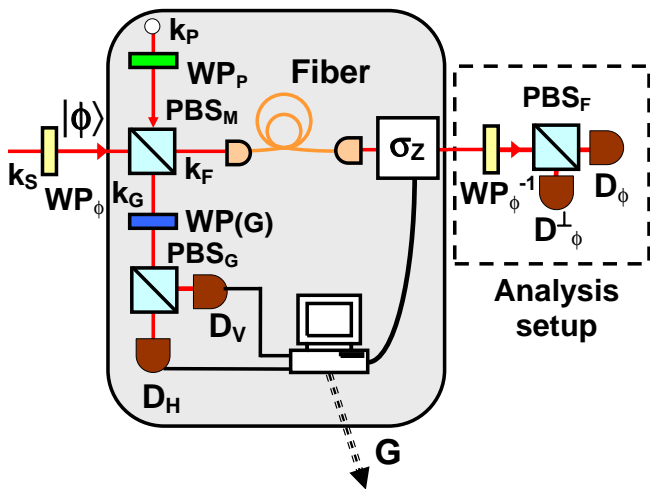 k_P
WP_P
Fiber
|ϕ⟩
PBS_M
PBS_F
σ_Z
k_S
WP_ϕ
k_G
k_F
WP_ϕ^-1
D_ϕ
D^⊥_ϕ
WP(G)
PBS_G
D_V
Analysis
setup
D_H
G